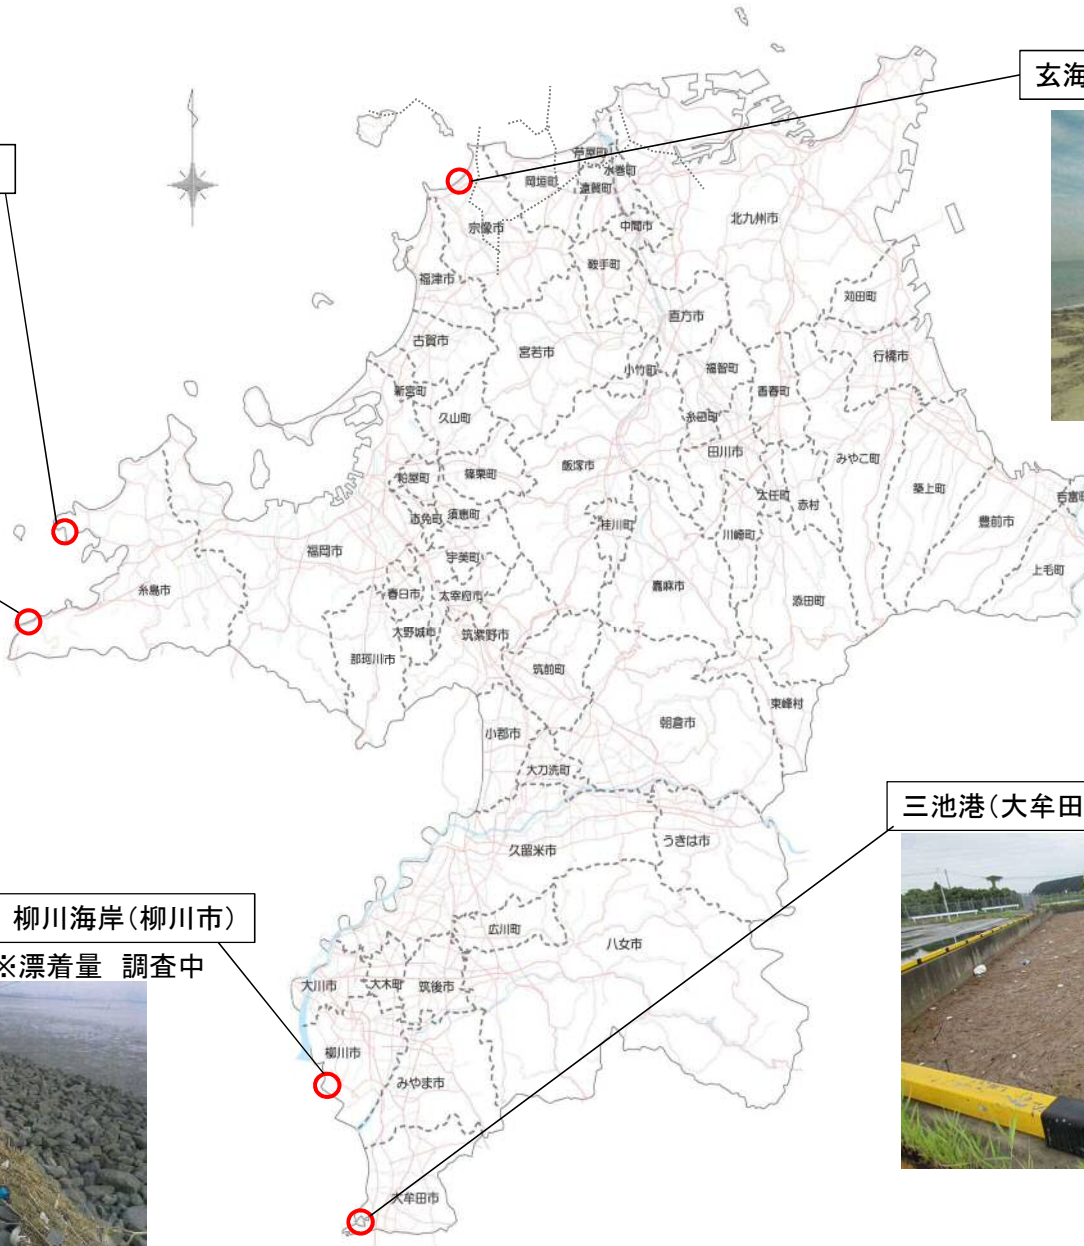 玄海
芦屋町
水巻町
岡垣町
遠賀町
北九州市
宗像市
中間市
鞍手町
福津市
苅田町
直方市
古賀市
宮若市
行橋市
小竹町
福智町
新宮町
香春町
久山町
糸田町
田川市
みやこ町
飯塚市
篠栗町
粕屋町
築上町
大任町
赤村
須恵町
志免町
吉富町
豊前市
桂川町
川崎町
福岡市
宇美町
上毛町
糸島市
嘉麻市
春日市
太宰府市
添田町
大野城市
筑紫野市
那珂川市
筑前町
東峰村
朝倉市
小郡市
大刀洗町
三池港(大牟田
うきは市
久留米市
柳川海岸(柳川市)
広川町
八女市
※漂着量 調査中
大川市
大木町
筑後市
柳川市
みやま市
大牟田市